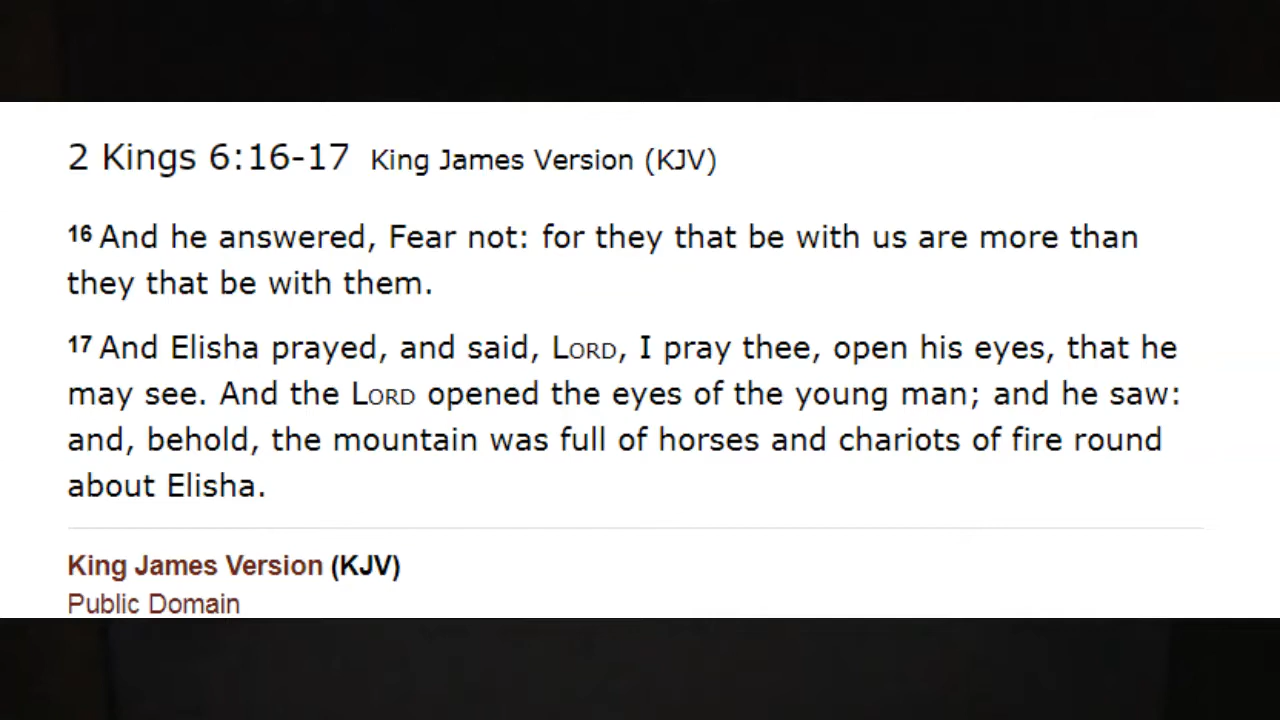 2 Kings 6:16-17 King James Version (KJV)
16 And he answered, Fear not: for they that be with us are more than
they that be with them.
17 And Elisha prayed, and said, LORD, I pray thee, open his eyes, that he
may see. And the LORD opened the eyes of the young man; and he saw:
and, behold, the mountain was full of horses and chariots of fire round
about Elisha.
King James Version (KJV)
Public Domain